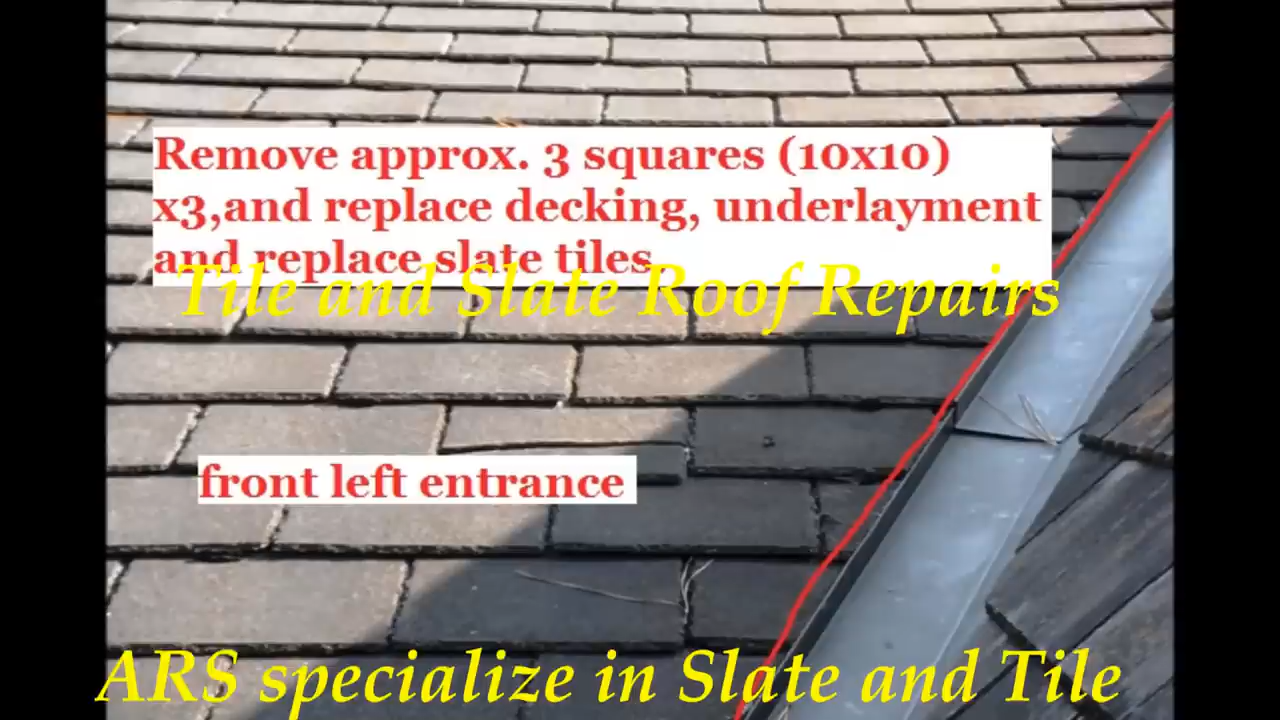 Remove approx. 3 squares (10x10)
x3,and replace decking, underlayment
and replace slate tiles.
Tile and Slate Roof Repairs
front left entrance
ARS specialize in Slate and Tile